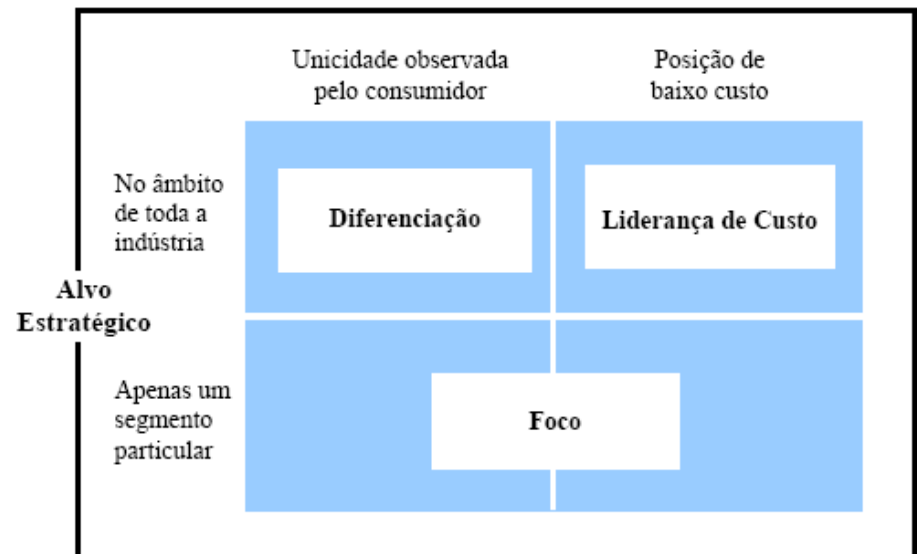 Unicidade observada
pelo consumidor
Posição de
baixo custo
No âmbito
de toda a
indústria
Diferenciação
Liderança de Custo
Alvo
Estratégico
Apenas um
segmento
particular
Foco